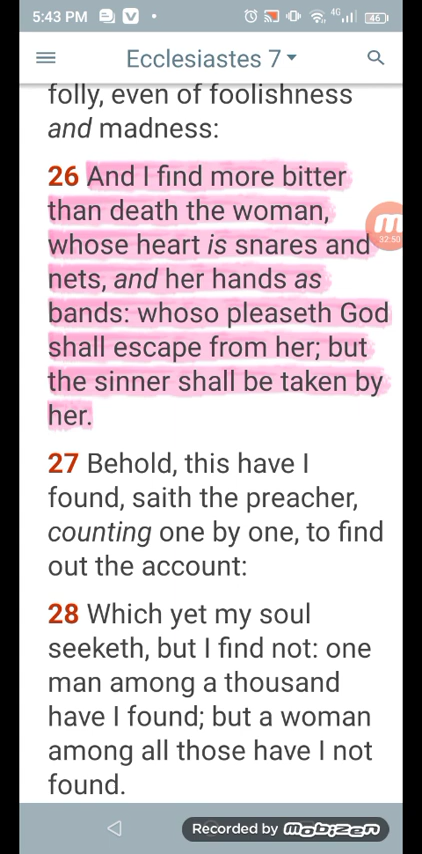 5:43 PM
4G
46
Ecclesiastes 7
folly, even of foolishness
and madness:
26 And I find more bitter
than death the woman,
whose heart is snares and
nets, and her hands as
bands: whoso pleaseth God
shall escape from her; but
the sinner shall be taken by
her.
32:50
27 Behold, this have I
found, saith the preacher,
counting one by one, to find
out the account:
28 Which yet my soul
seeketh, but I find not: one
man among a thousand
have I found; but a woman
among all those have I not
found.
Recorded by mobizen